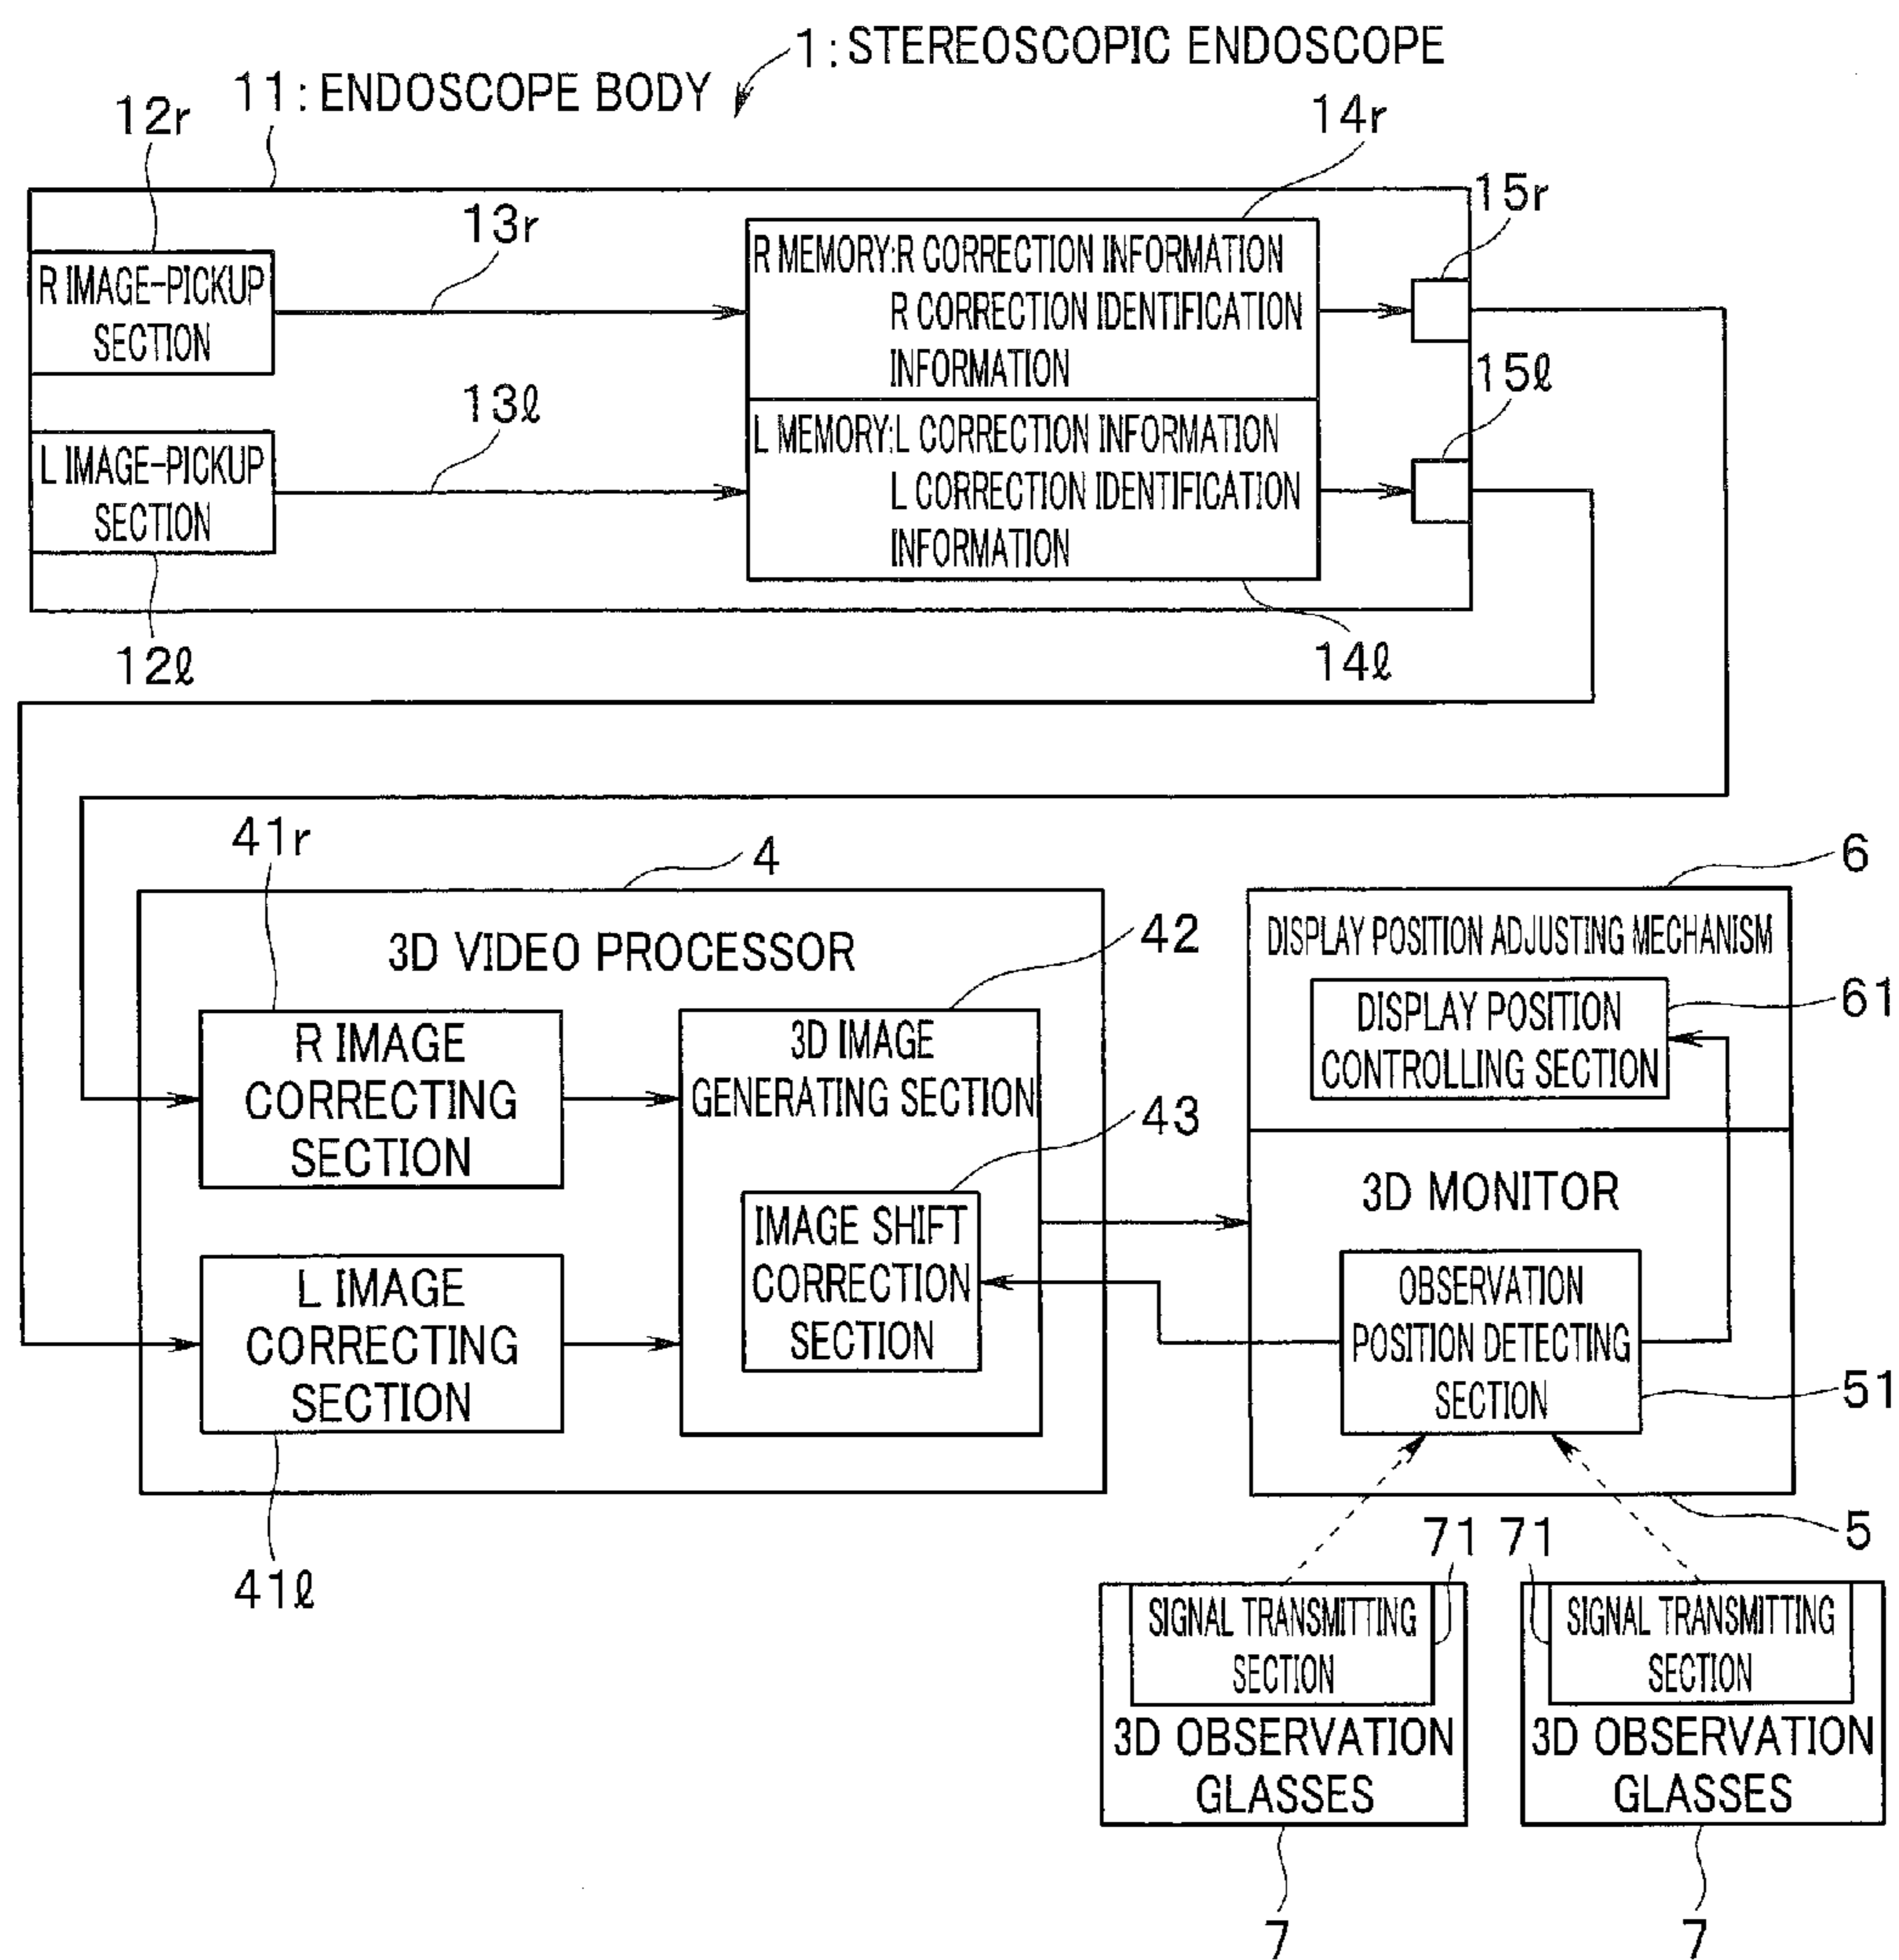 1: STEREOSCOPIC ENDOSCOPE
11: ENDOSCOPE BODY
12r
14r
13r
15r
R IMAGE-PICKUP
SECTION
R MEMORY:R CORRECTION INFORMATION
R CORRECTION IDENTIFICATION
INFORMATION
13ℓ
15ℓ
L IMAGE-PICKUP
SECTION
L MEMORY:L CORRECTION INFORMATION
L CORRECTION IDENTIFICATION
INFORMATION
12ℓ
14ℓ
41r
4
6
3D VIDEO PROCESSOR
42
DISPLAY POSITION ADJUSTING MECHANISM
R IMAGE
CORRECTING
SECTION
3D IMAGE
GENERATING SECTION
DISPLAY POSITION
CONTROLLING SECTION
61
43
IMAGE SHIFT
CORRECTION
SECTION
3D MONITOR
L IMAGE
CORRECTING
SECTION
OBSERVATION
POSITION DETECTING
SECTION
51
41ℓ
5
71
71
SIGNAL TRANSMITTING
SECTION
3D OBSERVATION
GLASSES
SIGNAL TRANSMITTING
SECTION
3D OBSERVATION
GLASSES
7
7